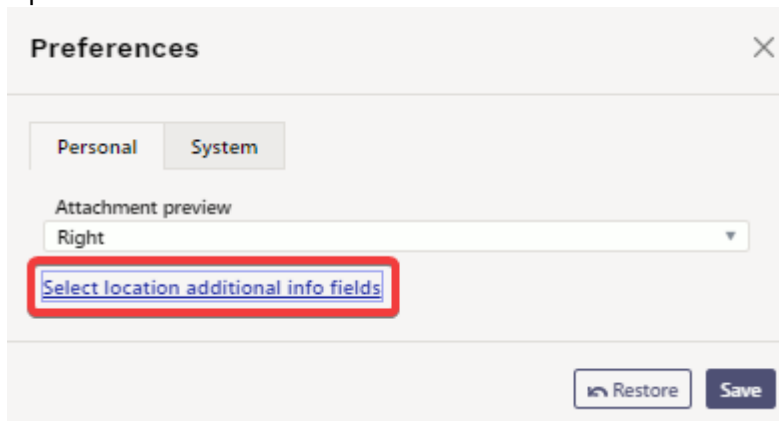 Preferences
Personal System
Attachment preview
Right
Select location additional info fields
Restore Save